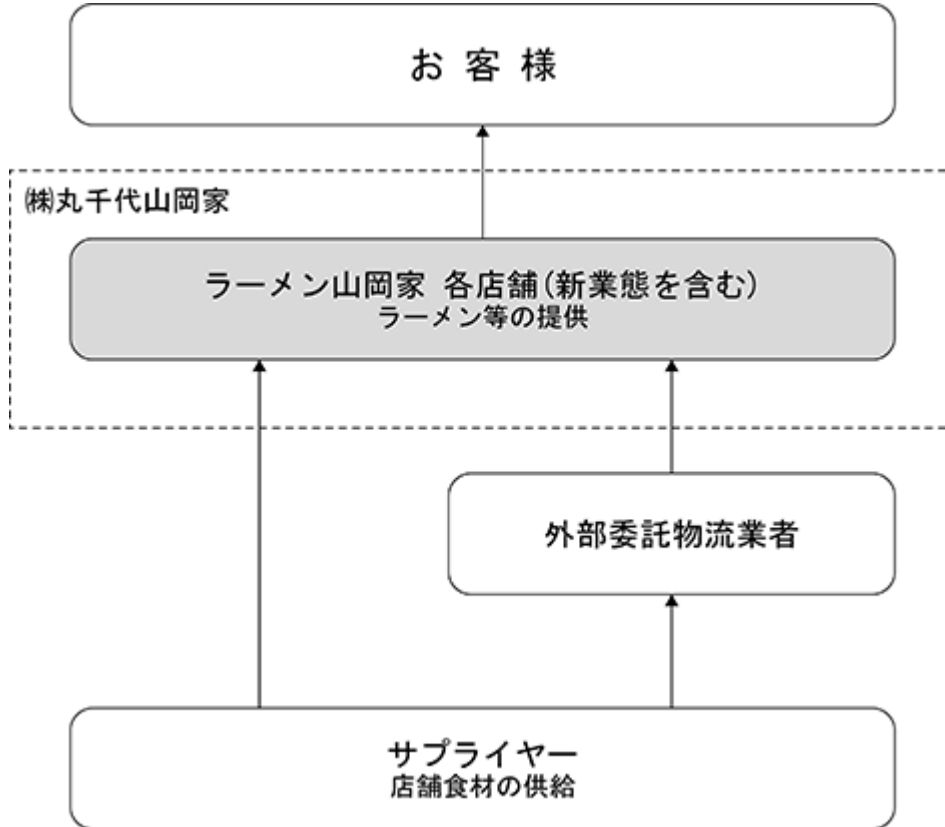 お客様
㈱丸千代山岡家
ラーメン山岡家 各店舗(新業態を含む)
ラーメン等の提供
外部委託物流業者
サプライヤー
店舗食材の供給